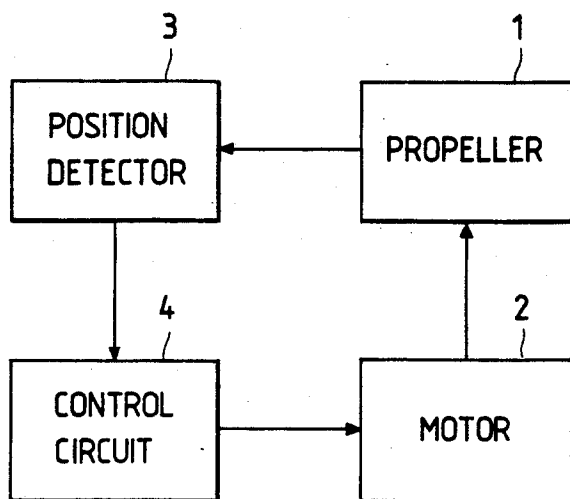 3
1
POSITION
DETECTOR
PROPELLER
4
2
CONTROL
CIRCUIT
MOTOR